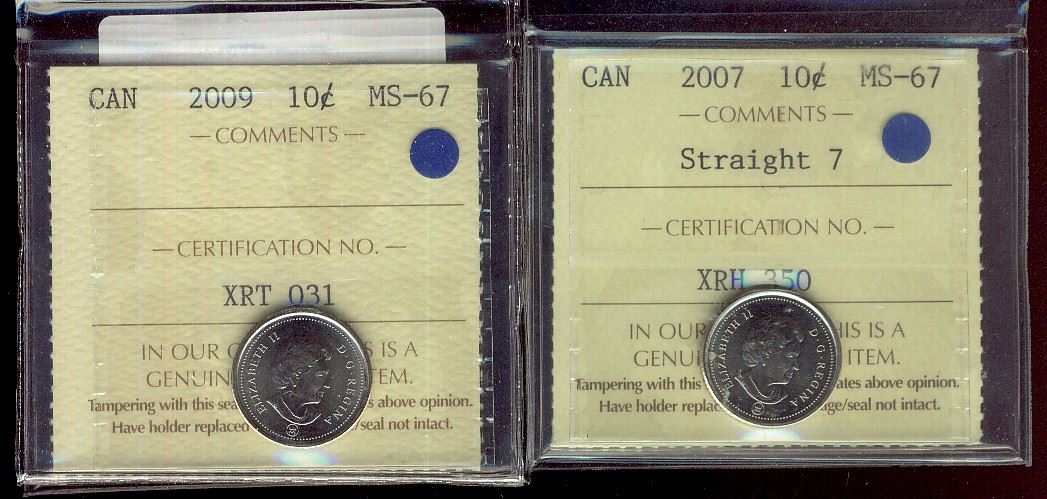 CAN 2009 10¢ MS-67
— COMMENTS —
— CERTIFICATION NO. —
XRT 031
IN OUR IS A
GENUIN EM.
Tampering with this sea above opinion.
Have holder replaced /seal not intact.
ELIZABETH II D·G·REGINA
CAN 2007 10¢ MS-67
— COMMENTS —
Straight 7
— CERTIFICATION NO. —
XRH 350
IN OUR HIS IS A
GENUI ITEM.
Tampering with this ates above opinion.
Have holder replac ge/seal not intact.
ELIZABETH II D·G·REGINA